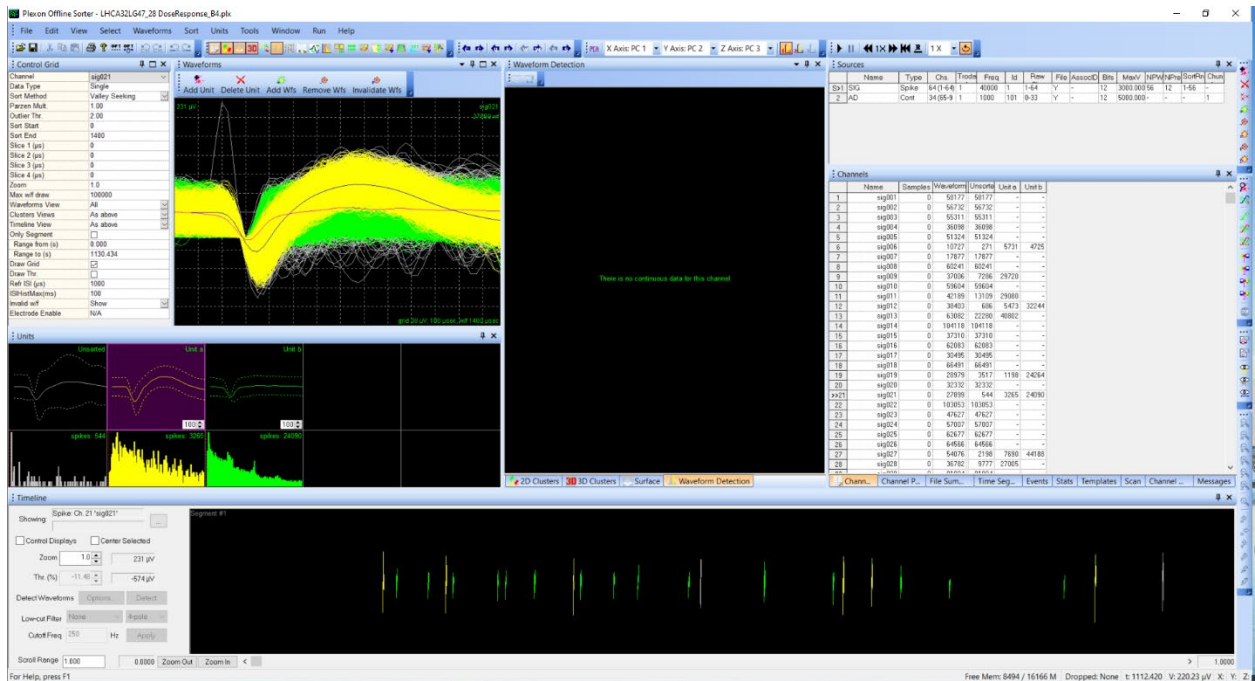 Plexon Offline Sorter - LHCA32LG47_28 DoseResponse_B4.plx
File Edit View Select Waveforms Sort Units Tools Window Run Help
PCA X Axis: PC 1 Y Axis: PC 2 Z Axis: PC 3 1X 1 X
Control Grid
Channel sig021
Data Type Single
Sort Method Valley Seeking
Parzen Mult. 1.00
Outlier Thr. 2.00
Sort Start 0
Sort End 1400
Slice 1 (µs) 0
Slice 2 (µs) 0
Slice 3 (µs) 0
Slice 4 (µs) 0
Zoom 1.0
Max w/f draw 100000
Waveforms View All
Clusters Views As above
Timeline View As above
Only Segment
Range from (s) 0.000
Range to (s) 1130.434
Draw Grid
Draw Thr.
Refr ISI (µs) 1000
ISIHistMax(ms) 100
Invalid w/f Show
Electrode Enable N/A
Waveforms
Add Unit Delete Unit Add Wfs Remove Wfs Invalidate Wfs
231 µV sig021
Waveform Detection
There is no continuous data for this channel
Sources
Name Type Chs. Freq Id Raw File AssocID Bits MaxV NPW NPre SortRn Chun
S>1 SIG Spike 64 (1-64) 1 40000 1 1-64 Y - 12 3000.000 56 12 1-56 -
2 AD Cont 34 (65-9 1 1000 101 0-33 Y - 12 5000.000 - - - 1
Channels
Name Samples Waveform Unsorte Unit a Unit b
1 sig001 0 58177 58177 - -
2 sig002 0 56732 56732 - -
3 sig003 0 55311 55311 - -
4 sig004 0 36098 36098 - -
5 sig005 0 51324 51324 - -
6 sig006 0 10727 271 5731 4725
7 sig007 0 17877 17877 - -
8 sig008 0 60241 60241 - -
9 sig009 0 37006 7286 29720 -
10 sig010 0 59604 59604 - -
11 sig011 0 42189 13109 29080 -
12 sig012 0 38403 686 5473 32244
13 sig013 0 63082 22280 40802 -
14 sig014 0 104118 104118 - -
15 sig015 0 37310 37310 - -
16 sig016 0 62083 62083 - -
17 sig017 0 30495 30495 - -
18 sig018 0 66491 66491 - -
19 sig019 0 28979 3517 1198 24264
20 sig020 0 32332 32332 - -
>>21 sig021 0 27899 544 3265 24090
22 sig022 0 103053 103053 - -
23 sig023 0 47627 47627 - -
24 sig024 0 57007 57007 - -
25 sig025 0 62677 62677 - -
26 sig026 0 64566 64566 - -
27 sig027 0 54076 2198 7690 44188
28 sig028 0 36782 9777 27005 -
Units
Unsorted Unit a Unit b
100 100
spikes: 544 spikes: 3265 spikes: 24090
2D Clusters 3D 3D Clusters Surface Waveform Detection
Chann... Channel P... File Sum... Time Seg... Events Stats Templates Scan Channel ... Messages
Timeline
Showing: Spike: Ch. 21 "sig021" ...
Segment #1
Control Displays Center Selected
Zoom 1.0 231 µV
Thr. (%) -11.48 -574 µV
Detect Waveforms Options... Detect
Low-cut Filter None 4-pole
Cutoff Freq 250 Hz Apply
Scroll Range 1.000 0.0000 Zoom Out Zoom In < > 1.0000
For Help, press F1 Free Mem: 8494 / 16166 M Dropped: None t: 1112.420 V: 220.23 µV X: Y: Z: